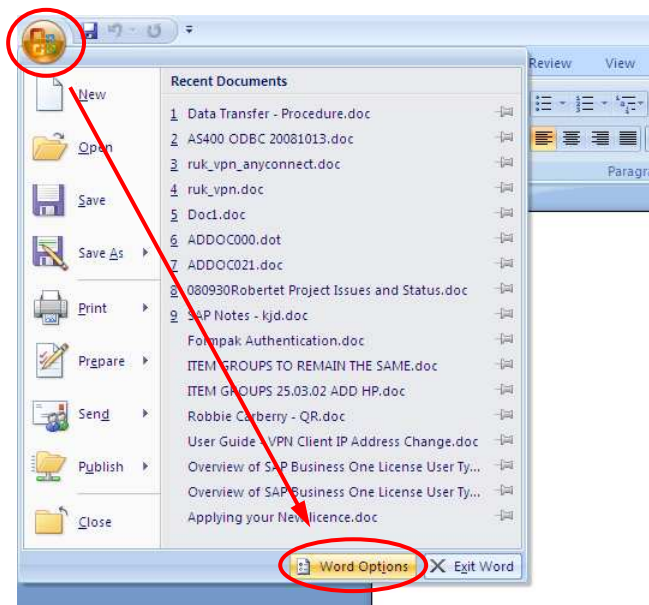 Review View
New
Open
Save
Save As
Print
Prepare
Send
Publish
Close
Recent Documents
1 Data Transfer - Procedure.doc
2 AS400 ODBC 20081013.doc
3 ruk_vpn_anyconnect.doc
4 ruk_vpn.doc
5 Doc1.doc
6 ADDOC000.dot
7 ADDOC021.doc
8 080930Robertet Project Issues and Status.doc
9 SAP Notes - kjd.doc
Formpak Authentication.doc
ITEM GROUPS TO REMAIN THE SAME.doc
ITEM GROUPS 25.03.02 ADD HP.doc
Robbie Carberry - QR.doc
User Guide - VPN Client IP Address Change.doc
Overview of SAP Business One License User Ty...
Overview of SAP Business One License User Ty...
Applying your New licence.doc
Paragra
Word Options Exit Word